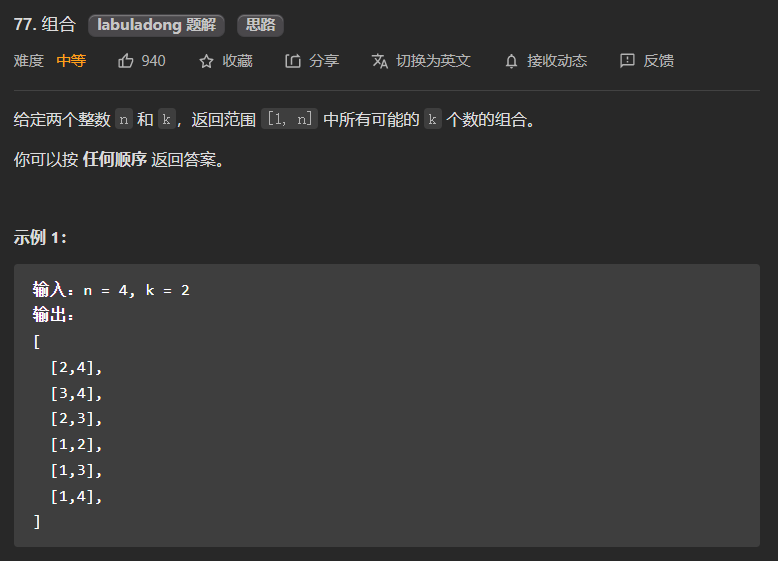 77. 组合 labuladong 题解 思路
难度 中等 940 收藏 分享 切换为英文 接收动态 反馈
给定两个整数 n 和 k，返回范围 [1, n] 中所有可能的 k 个数的组合。
你可以按 任何顺序 返回答案。
示例 1：
输入：n = 4, k = 2
输出：
[
  [2,4],
  [3,4],
  [2,3],
  [1,2],
  [1,3],
  [1,4],
]